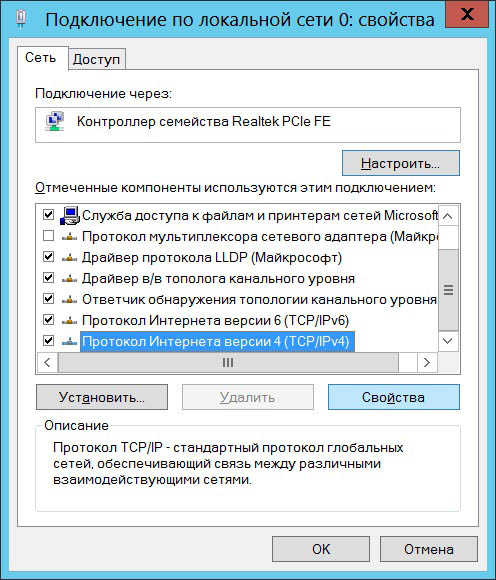 Подключение по локальной сети 0: свойства
X
Сеть
Доступ
Подключение через:
Контроллер семейства Realtek PCIe FE
Настроить...
Отмеченные компоненты используются этим подключением:
Служба доступа к файлам и принтерам сетей Microsoft
Протокол мультиплексора сетевого адаптера (Майкро
Драйвер протокола LLDP (Майкрософт)
Драйвер в/в тополога канального уровня
Ответчик обнаружения топологии канального уровня
Протокол Интернета версии 6 (TCP/IPv6)
Протокол Интернета версии 4 (TCP/IPv4)
Установить...
Удалить
Свойства
Описание
Протокол TCP/IP - стандартный протокол глобальных
сетей, обеспечивающий связь между различными
взаимодействующими сетями.
OK
Отмена